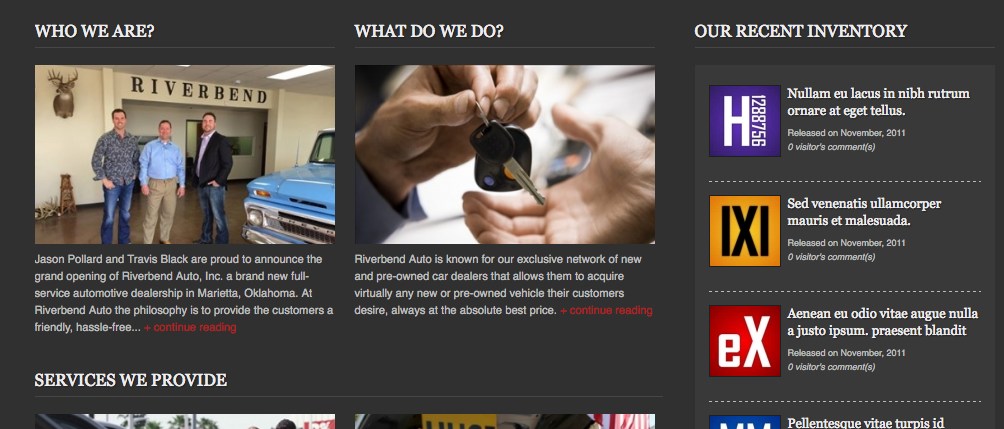 WHO WE ARE?
RIVERBEND
Jason Pollard and Travis Black are proud to announce the
grand opening of Riverbend Auto, Inc. a brand new full-
service automotive dealership in Marietta, Oklahoma. At
Riverbend Auto the philosophy is to provide the customers a
friendly, hassle-free... + continue reading
WHAT DO WE DO?
Riverbend Auto is known for our exclusive network of new
and pre-owned car dealers that allows them to acquire
virtually any new or pre-owned vehicle their customers
desire, always at the absolute best price. + continue reading
SERVICES WE PROVIDE
OUR RECENT INVENTORY
H 1288756
Nullam eu lacus in nibh rutrum
ornare at eget tellus.
Released on November, 2011
0 visitor's comment(s)
IXI
Sed venenatis ullamcorper
mauris et malesuada.
Released on November, 2011
0 visitor's comment(s)
eX
Aenean eu odio vitae augue nulla
a justo ipsum. praesent blandit
Released on November, 2011
0 visitor's comment(s)
MM
Pellentesque vitae turpis id